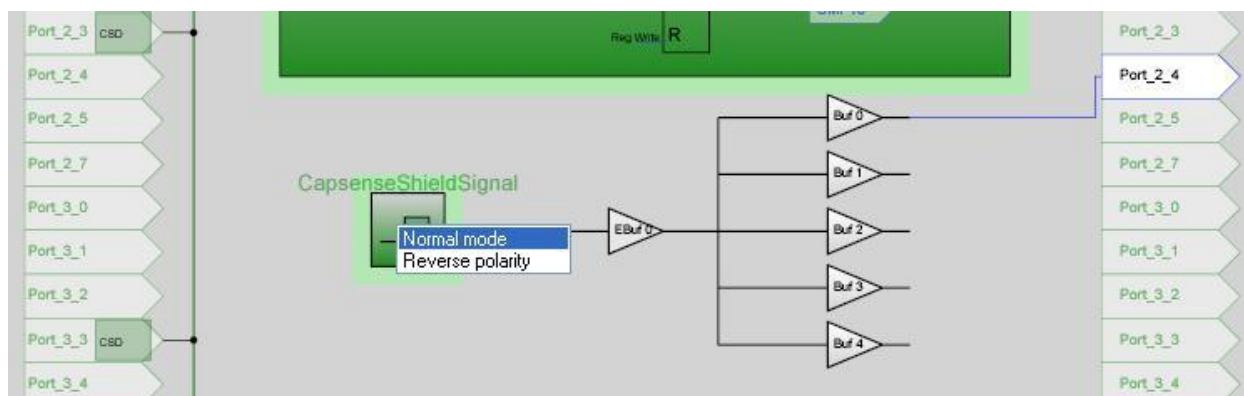 Port_2_3 CSD
Port_2_4
Port_2_5
Port_2_7
Port_3_0
Port_3_1
Port_3_2
Port_3_3 CSD
Port_3_4
Reg Write R
CapsenseShieldSignal
Normal mode
Reverse polarity
EBuf 0
Buf 0
Buf 1
Buf 2
Buf 3
Buf 4
Port_2_3
Port_2_4
Port_2_5
Port_2_7
Port_3_0
Port_3_1
Port_3_2
Port_3_3
Port_3_4